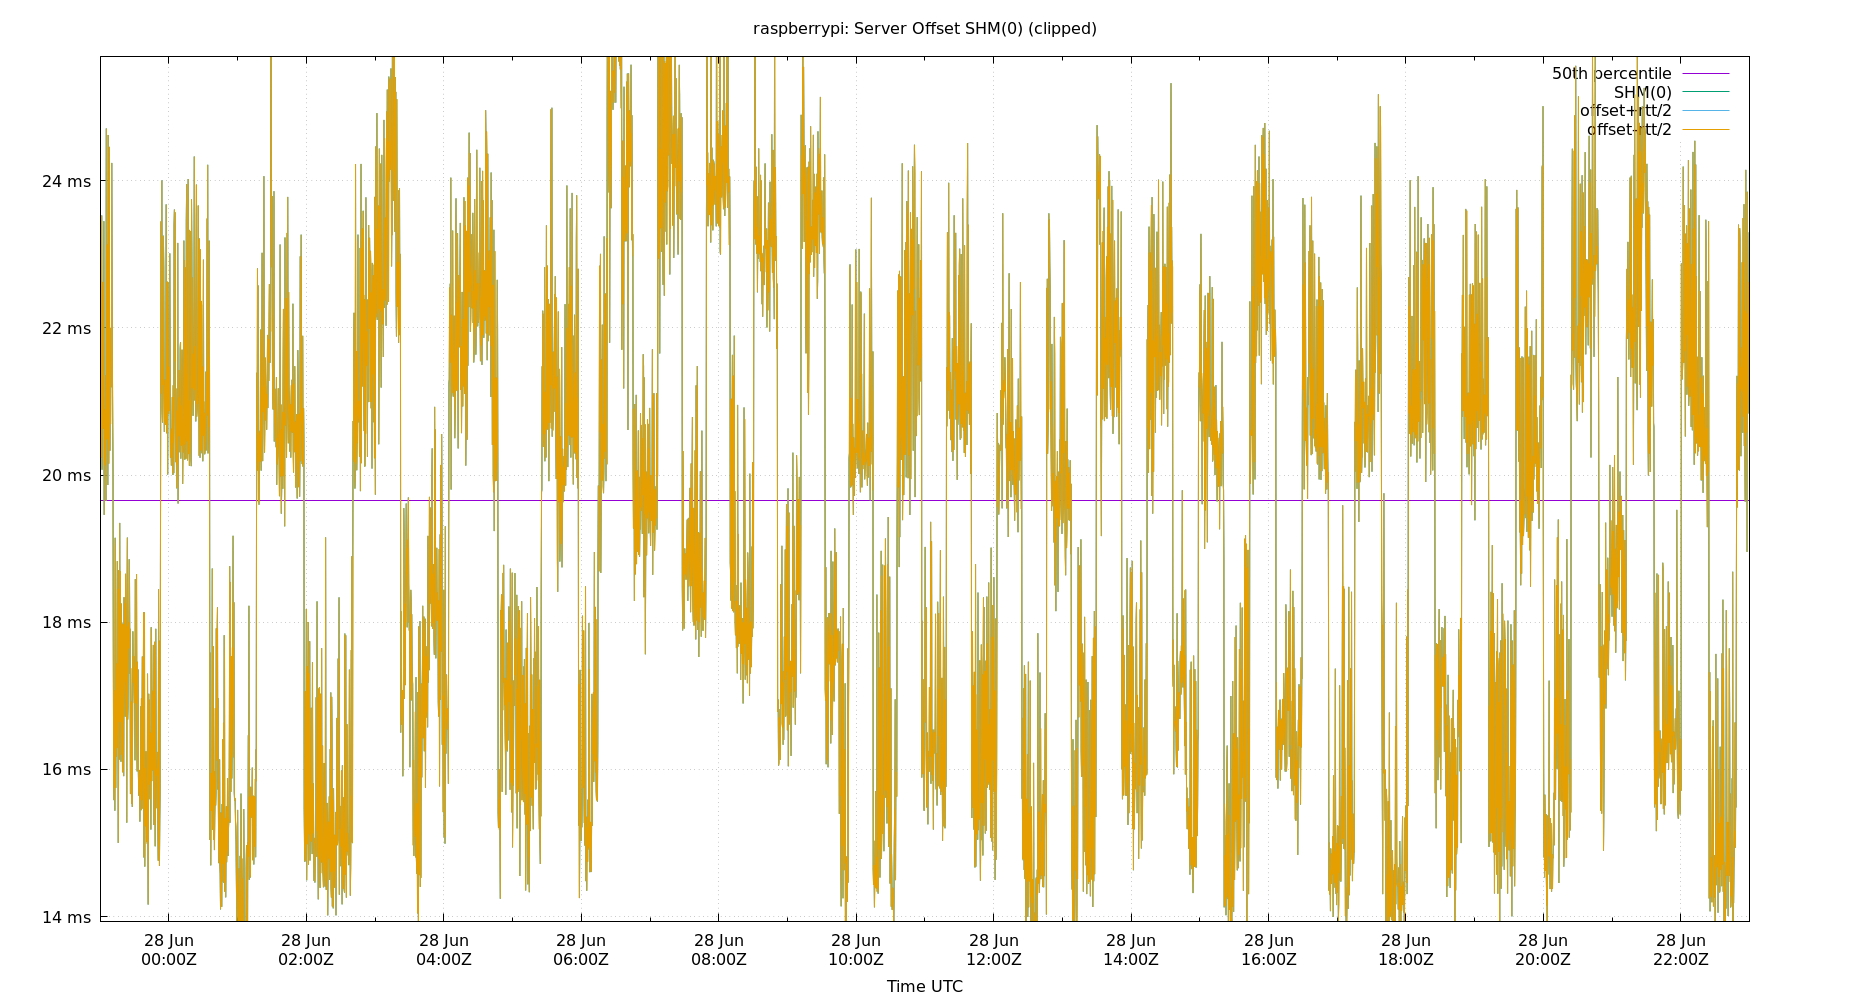 raspberrypi: Server Offset SHM(0) (clipped)
50th percentile
SHM(0)
offset+rtt/2
offset-rtt/2
24 ms
22 ms
20 ms
18 ms
16 ms
14 ms
28 Jun 28 Jun 28 Jun 28 Jun 28 Jun 28 Jun 28 Jun 28 Jun 28 Jun 28 Jun 28 Jun 28 Jun
00:00Z 02:00Z 04:00Z 06:00Z 08:00Z 10:00Z 12:00Z 14:00Z 16:00Z 18:00Z 20:00Z 22:00Z
Time UTC